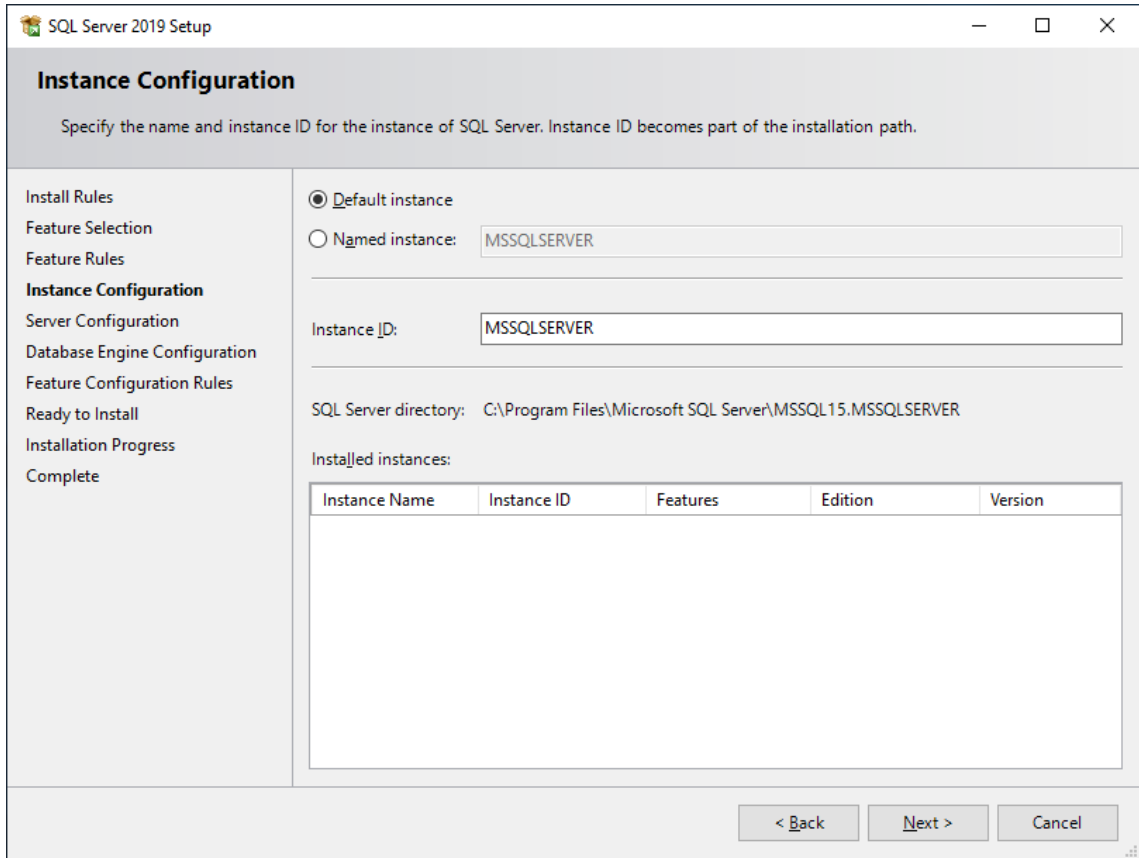 SQL Server 2019 Setup
Instance Configuration
Specify the name and instance ID for the instance of SQL Server. Instance ID becomes part of the installation path.
Install Rules
Feature Selection
Feature Rules
Instance Configuration
Server Configuration
Database Engine Configuration
Feature Configuration Rules
Ready to Install
Installation Progress
Complete
Default instance
Named instance: MSSQLSERVER
Instance ID: MSSQLSERVER
SQL Server directory: C:\Program Files\Microsoft SQL Server\MSSQL15.MSSQLSERVER
Installed instances:
Instance Name Instance ID Features Edition Version
< Back Next > Cancel